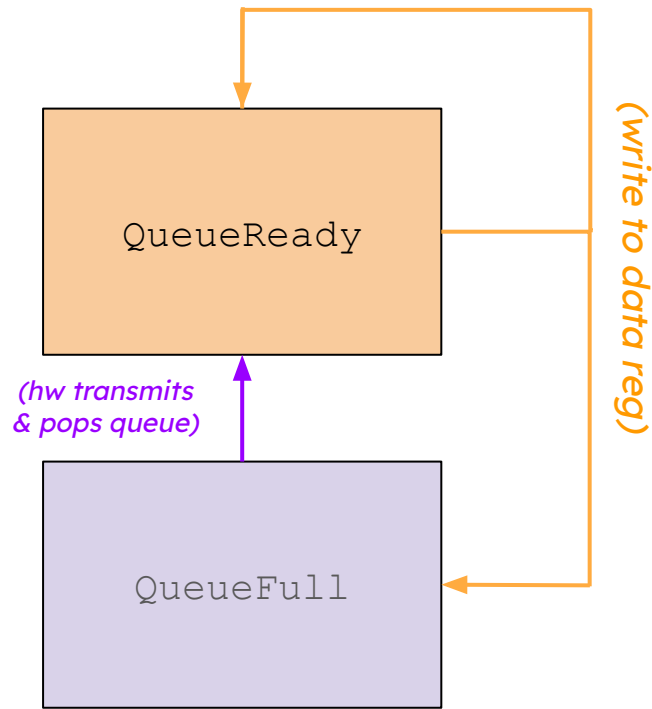 QueueReady
(write to data reg)
(hw transmits
& pops queue)
QueueFull